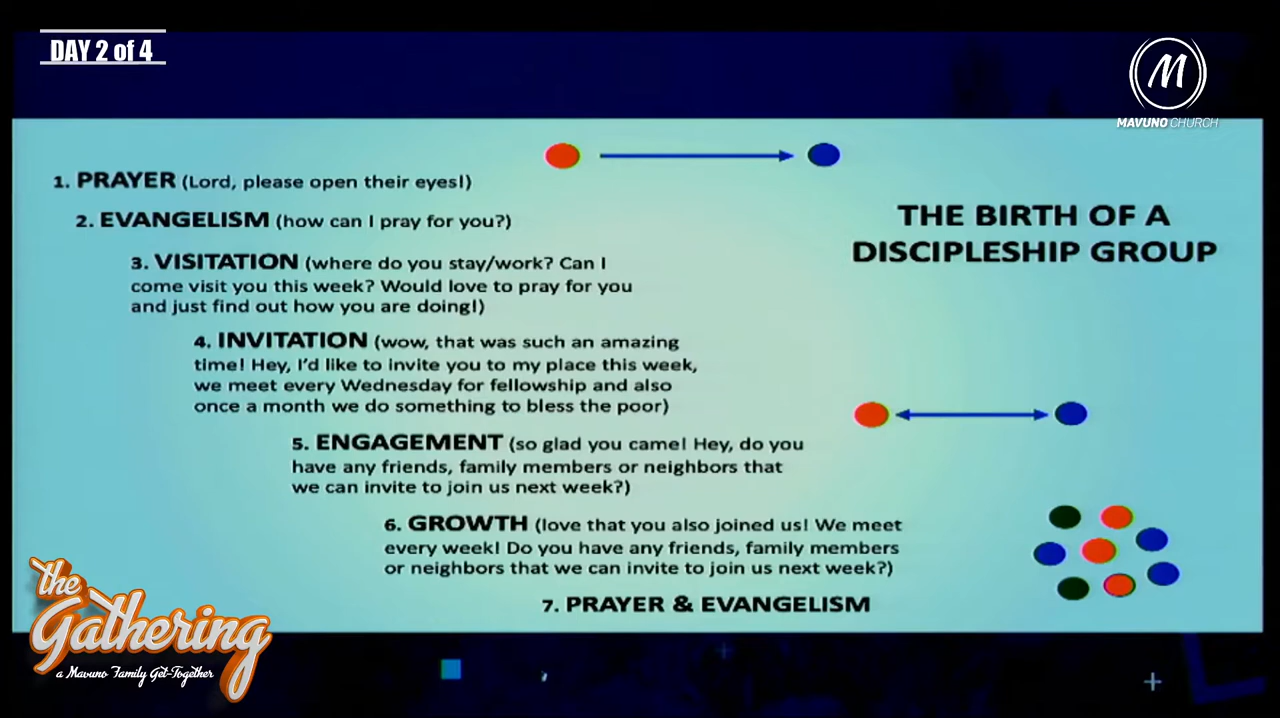 DAY 2 of 4
M
MAVUNO CHURCH
1. PRAYER (Lord, please open their eyes!)
2. EVANGELISM (how can I pray for you?)
THE BIRTH OF A
DISCIPLESHIP GROUP
3. VISITATION (where do you stay/work? Can I
come visit you this week? Would love to pray for you
and just find out how you are doing!)
4. INVITATION (wow, that was such an amazing
time! Hey, I'd like to invite you to my place this week,
we meet every Wednesday for fellowship and also
once a month we do something to bless the poor)
5. ENGAGEMENT (so glad you came! Hey, do you
have any friends, family members or neighbors that
we can invite to join us next week?)
6. GROWTH (love that you also joined us! We meet
every week! Do you have any friends, family members
or neighbors that we can invite to join us next week?)
7. PRAYER & EVANGELISM
the
Gathering
a Mavuno Family Get-Together